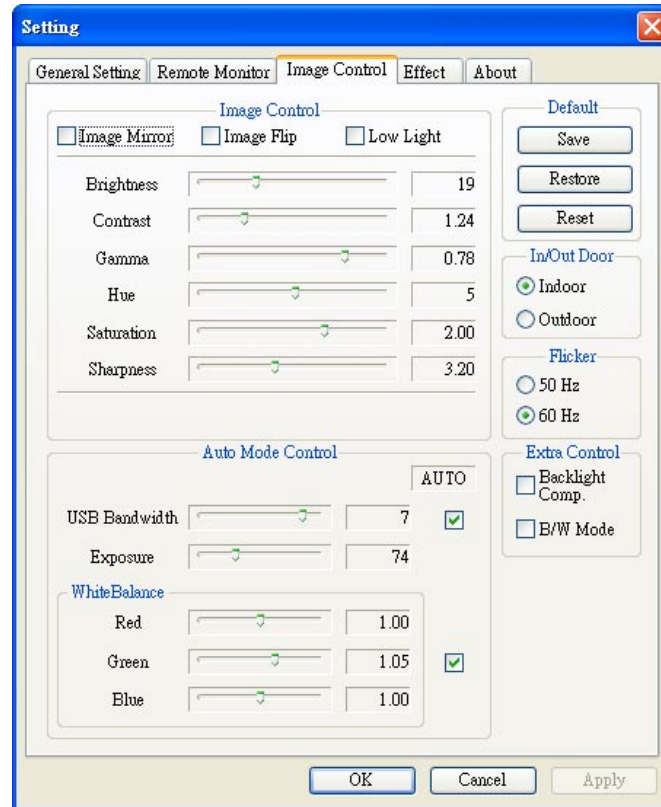 Setting
General Setting Remote Monitor Image Control Effect About
Image Control
Image Mirror Image Flip Low Light
Brightness 19
Contrast 1.24
Gamma 0.78
Hue 5
Saturation 2.00
Sharpness 3.20
Auto Mode Control
AUTO
USB Bandwidth 7
Exposure 74
WhiteBalance
Red 1.00
Green 1.05
Blue 1.00
Default
Save
Restore
Reset
In/Out Door
Indoor
Outdoor
Flicker
50 Hz
60 Hz
Extra Control
Backlight
Comp.
B/W Mode
OK Cancel Apply